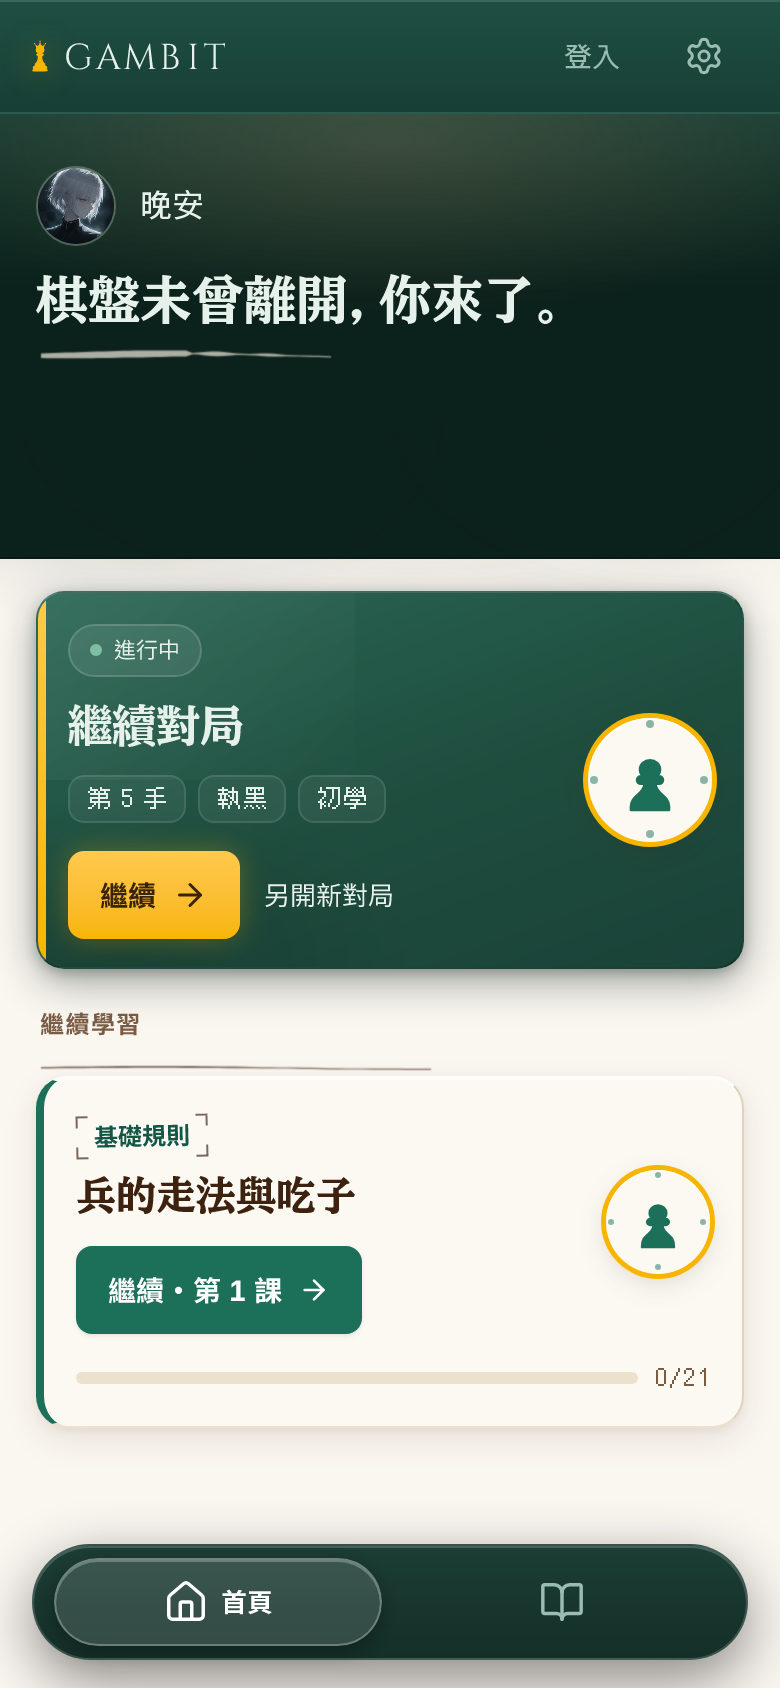 GAMBIT
登入
晚安
棋盤未曾離開, 你來了。
進行中
繼續對局
第 5 手
執黑
初學
繼續 →
另開新對局
繼續學習
基礎規則
兵的走法與吃子
繼續・第 1 課 →
0/21
首頁